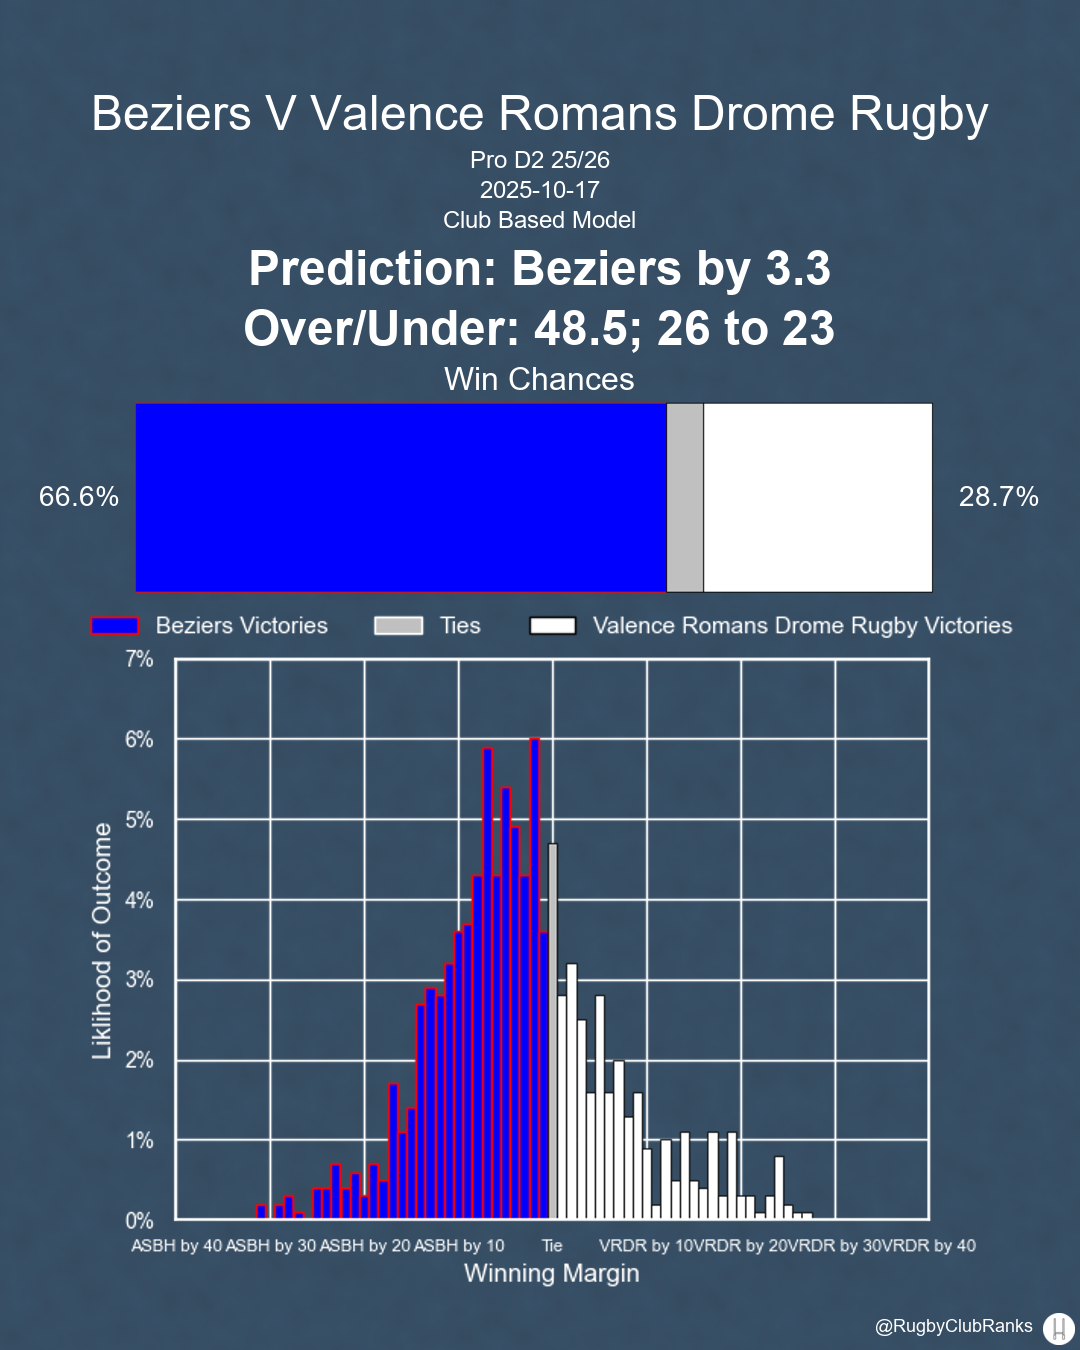 Beziers V Valence Romans Drome Rugby
Pro D2 25/26
2025-10-17
Club Based Model
Prediction: Beziers by 3.3
Over/Under: 48.5; 26 to 23
Win Chances
66.6%
28.7%
Beziers Victories
Ties
Valence Romans Drome Rugby Victories
7%
6%
5%
4%
3%
2%
1%
0%
Liklihood of Outcome
ASBH by 40 ASBH by 30 ASBH by 20 ASBH by 10 Tie VRDR by 10 VRDR by 20 VRDR by 30 VRDR by 40
Winning Margin
@RugbyClubRanks